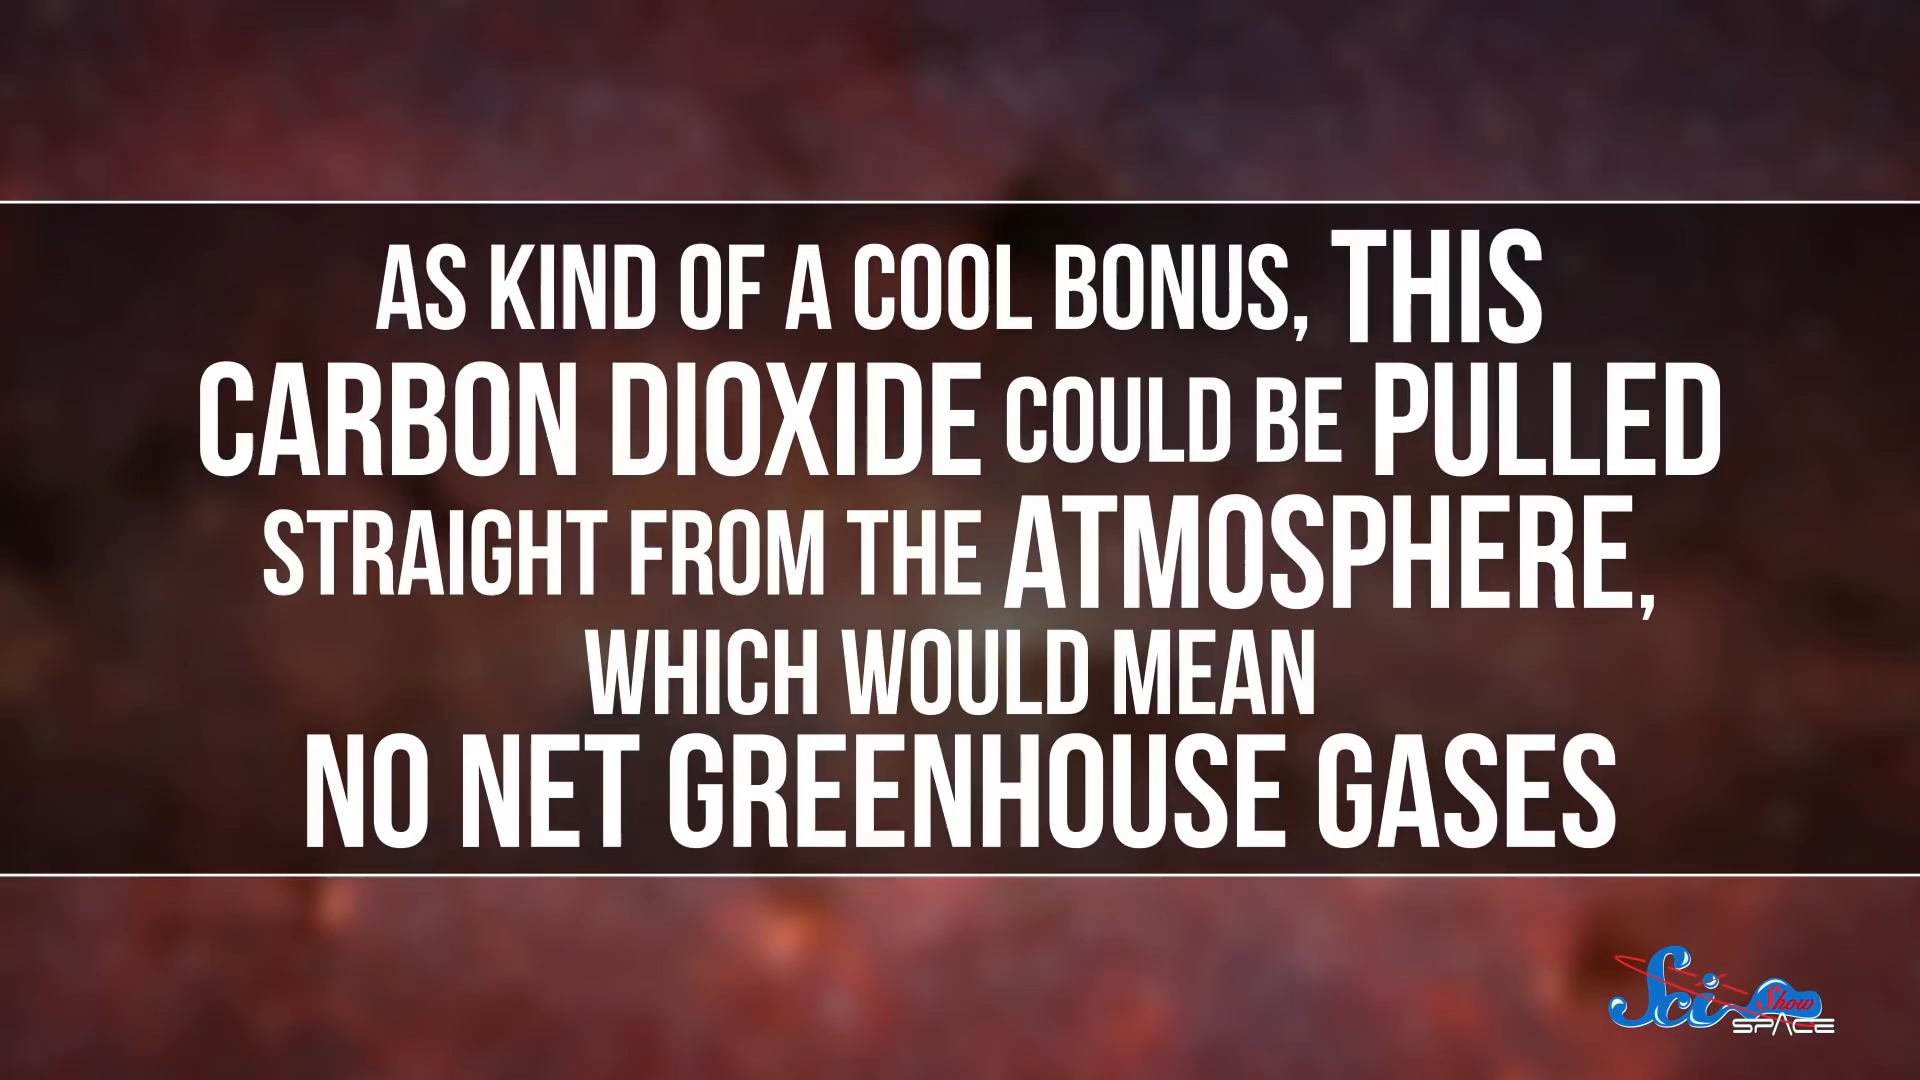 AS KIND OF A COOL BONUS, THIS
CARBON DIOXIDE COULD BE PULLED
STRAIGHT FROM THE ATMOSPHERE,
WHICH WOULD MEAN
NO NET GREENHOUSE GASES
Sci Show
SPACE